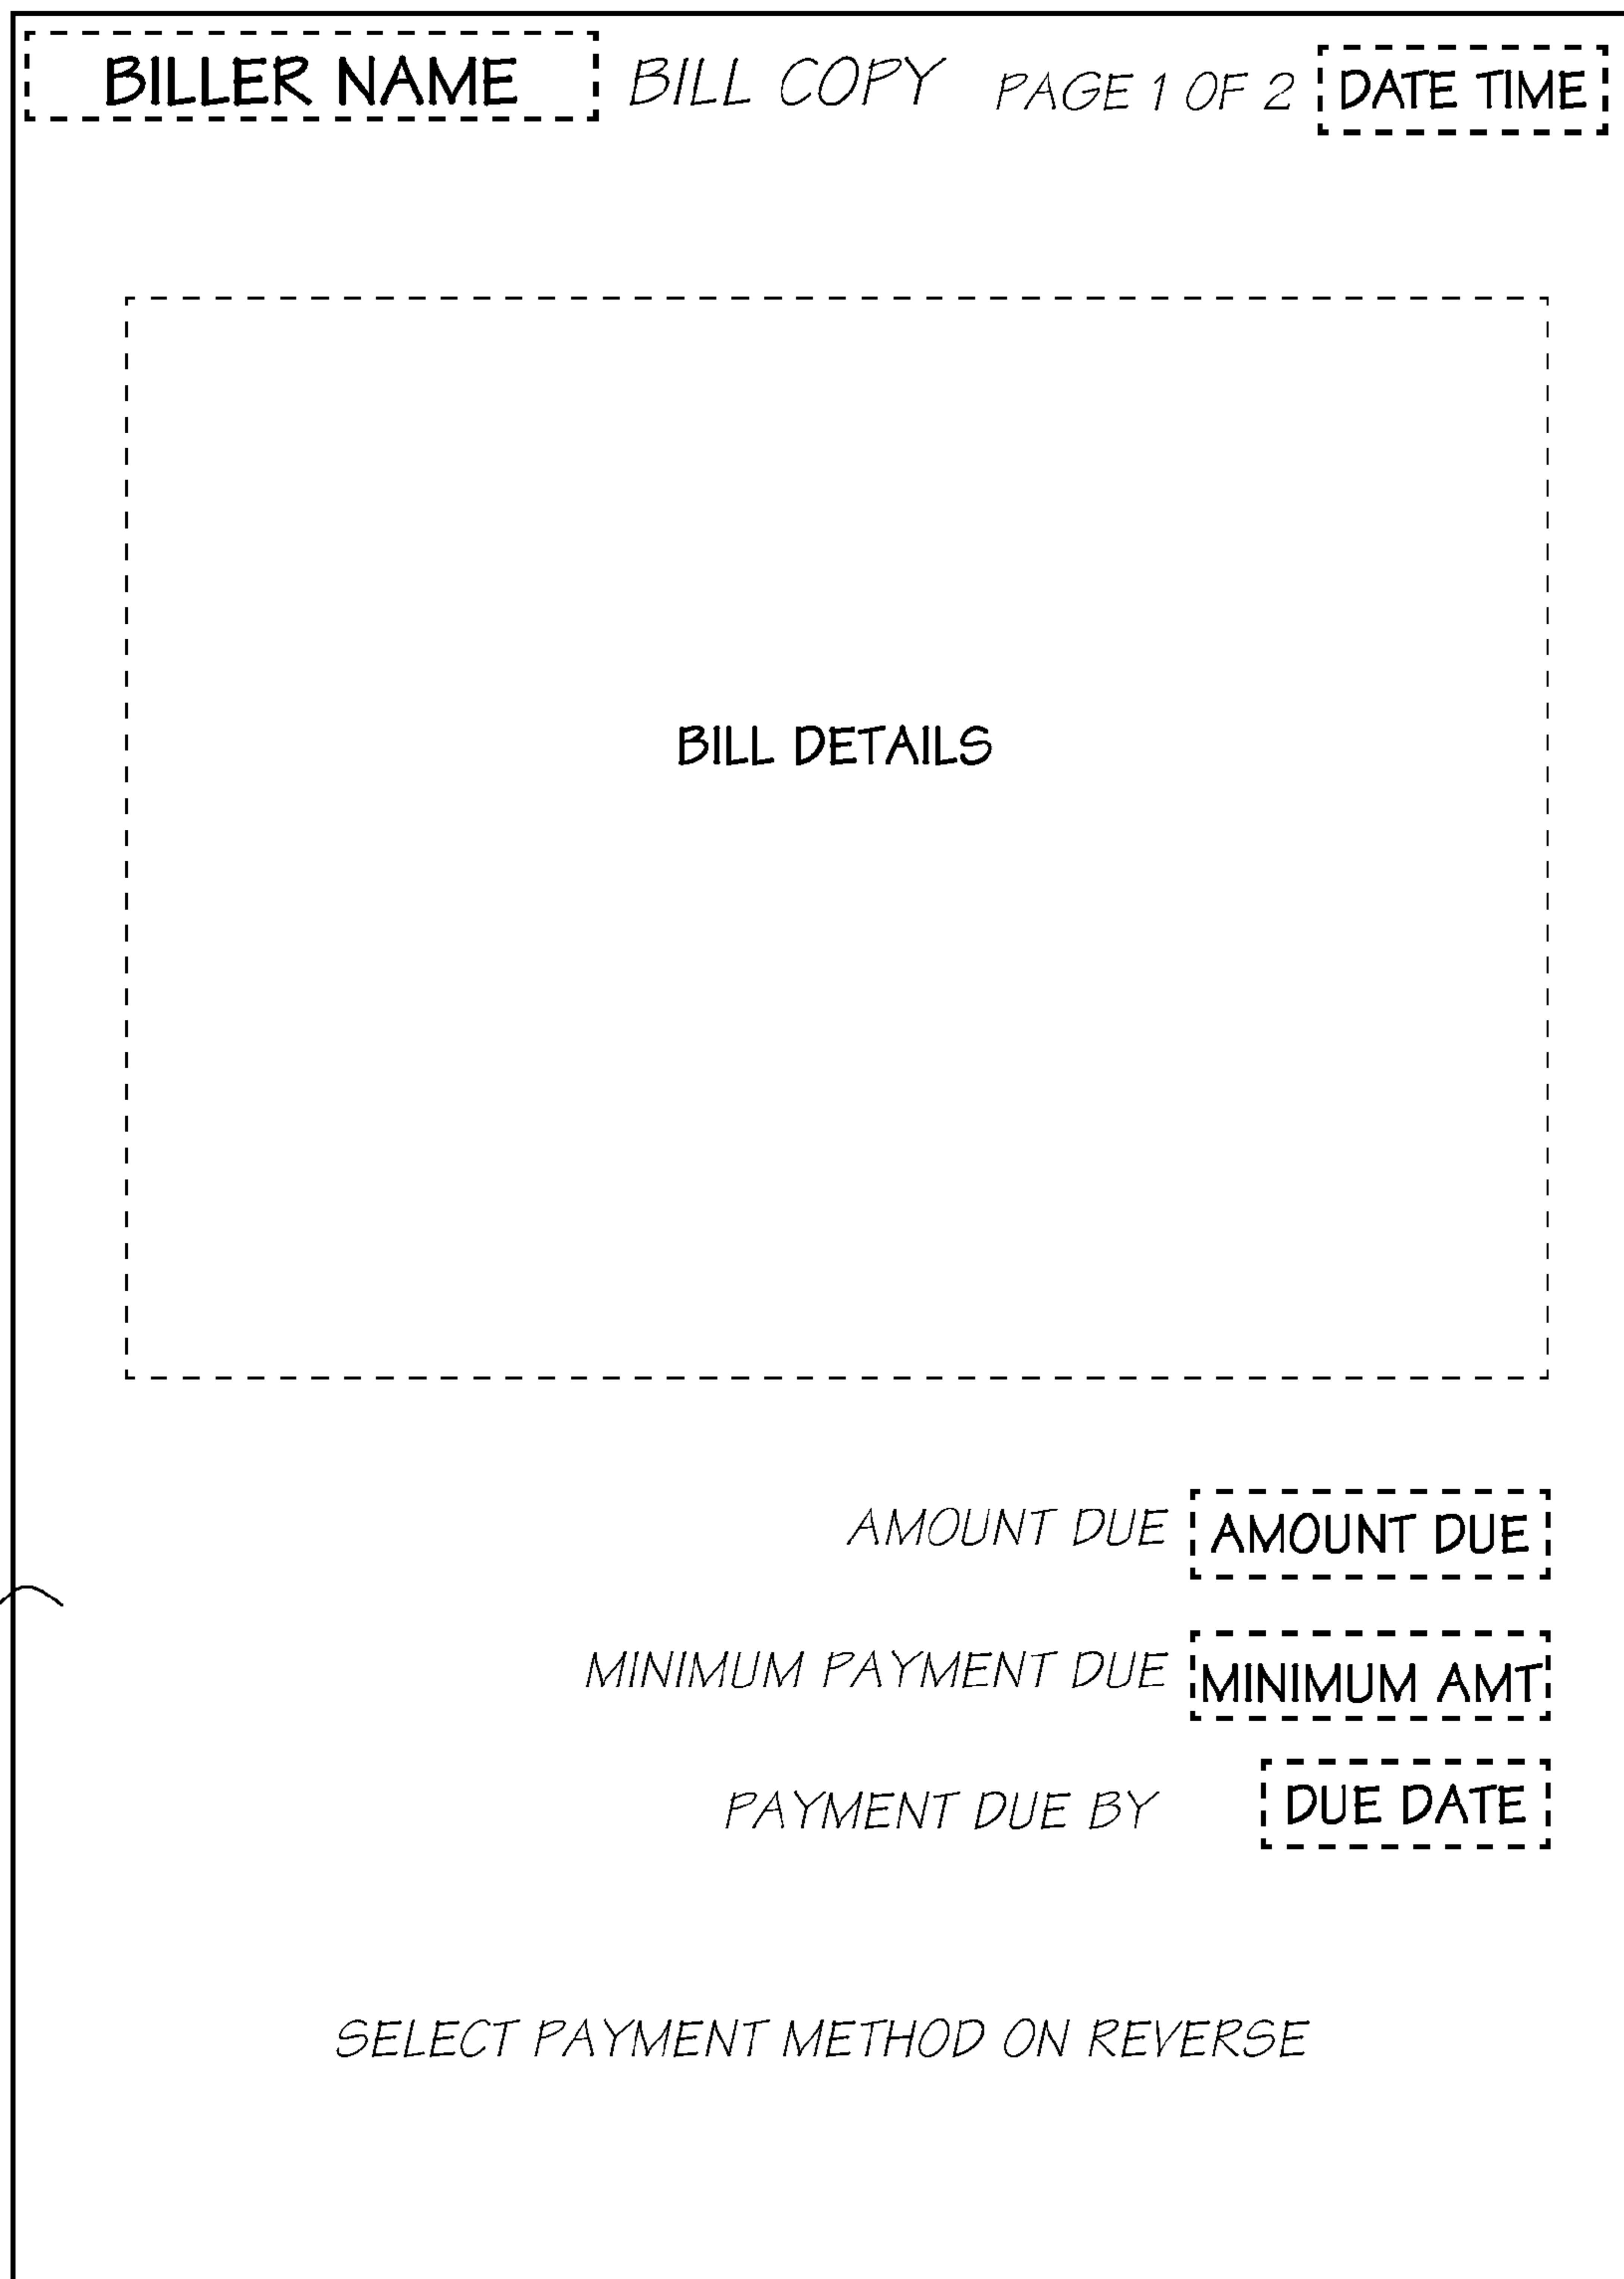 BILLER NAME BILL COPY PAGE 1 OF 2 DATE TIME
BILL DETAILS
AMOUNT DUE AMOUNT DUE
MINIMUM PAYMENT DUE MINIMUM AMT
PAYMENT DUE BY DUE DATE
SELECT PAYMENT METHOD ON REVERSE